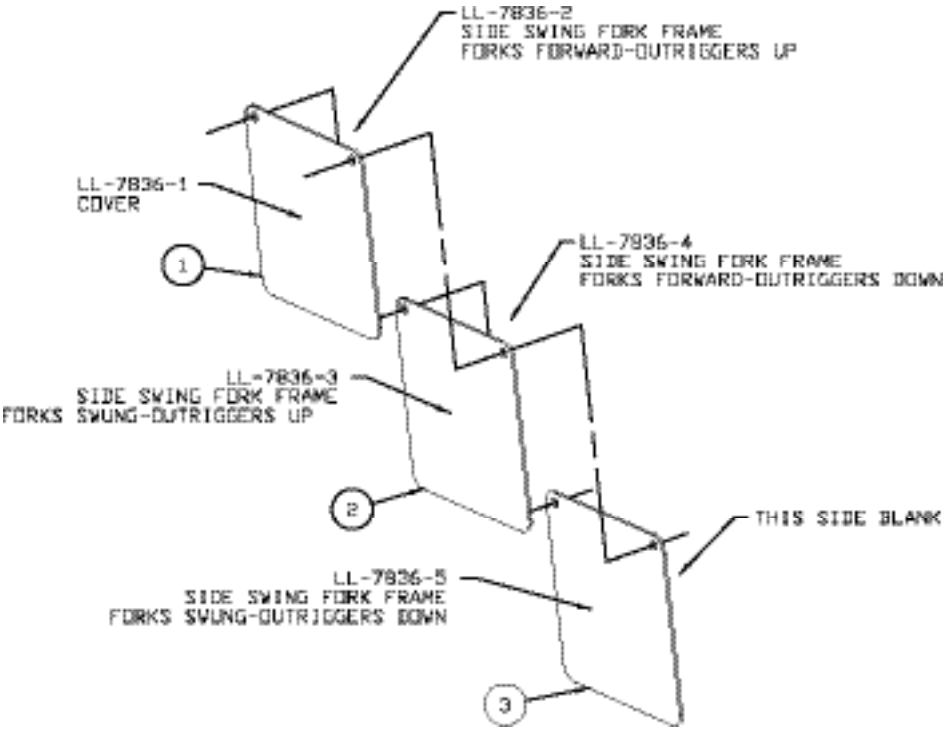 LL-7836-2
SIDE SWING FORK FRAME
FORKS FORWARD-OUTRIGGERS UP
LL-7836-1
COVER
1
LL-7836-4
SIDE SWING FORK FRAME
FORKS FORWARD-OUTRIGGERS DOWN
LL-7836-3
SIDE SWING FORK FRAME
FORKS SWUNG-OUTRIGGERS UP
2
THIS SIDE BLANK
LL-7836-5
SIDE SWING FORK FRAME
FORKS SWUNG-OUTRIGGERS DOWN
3